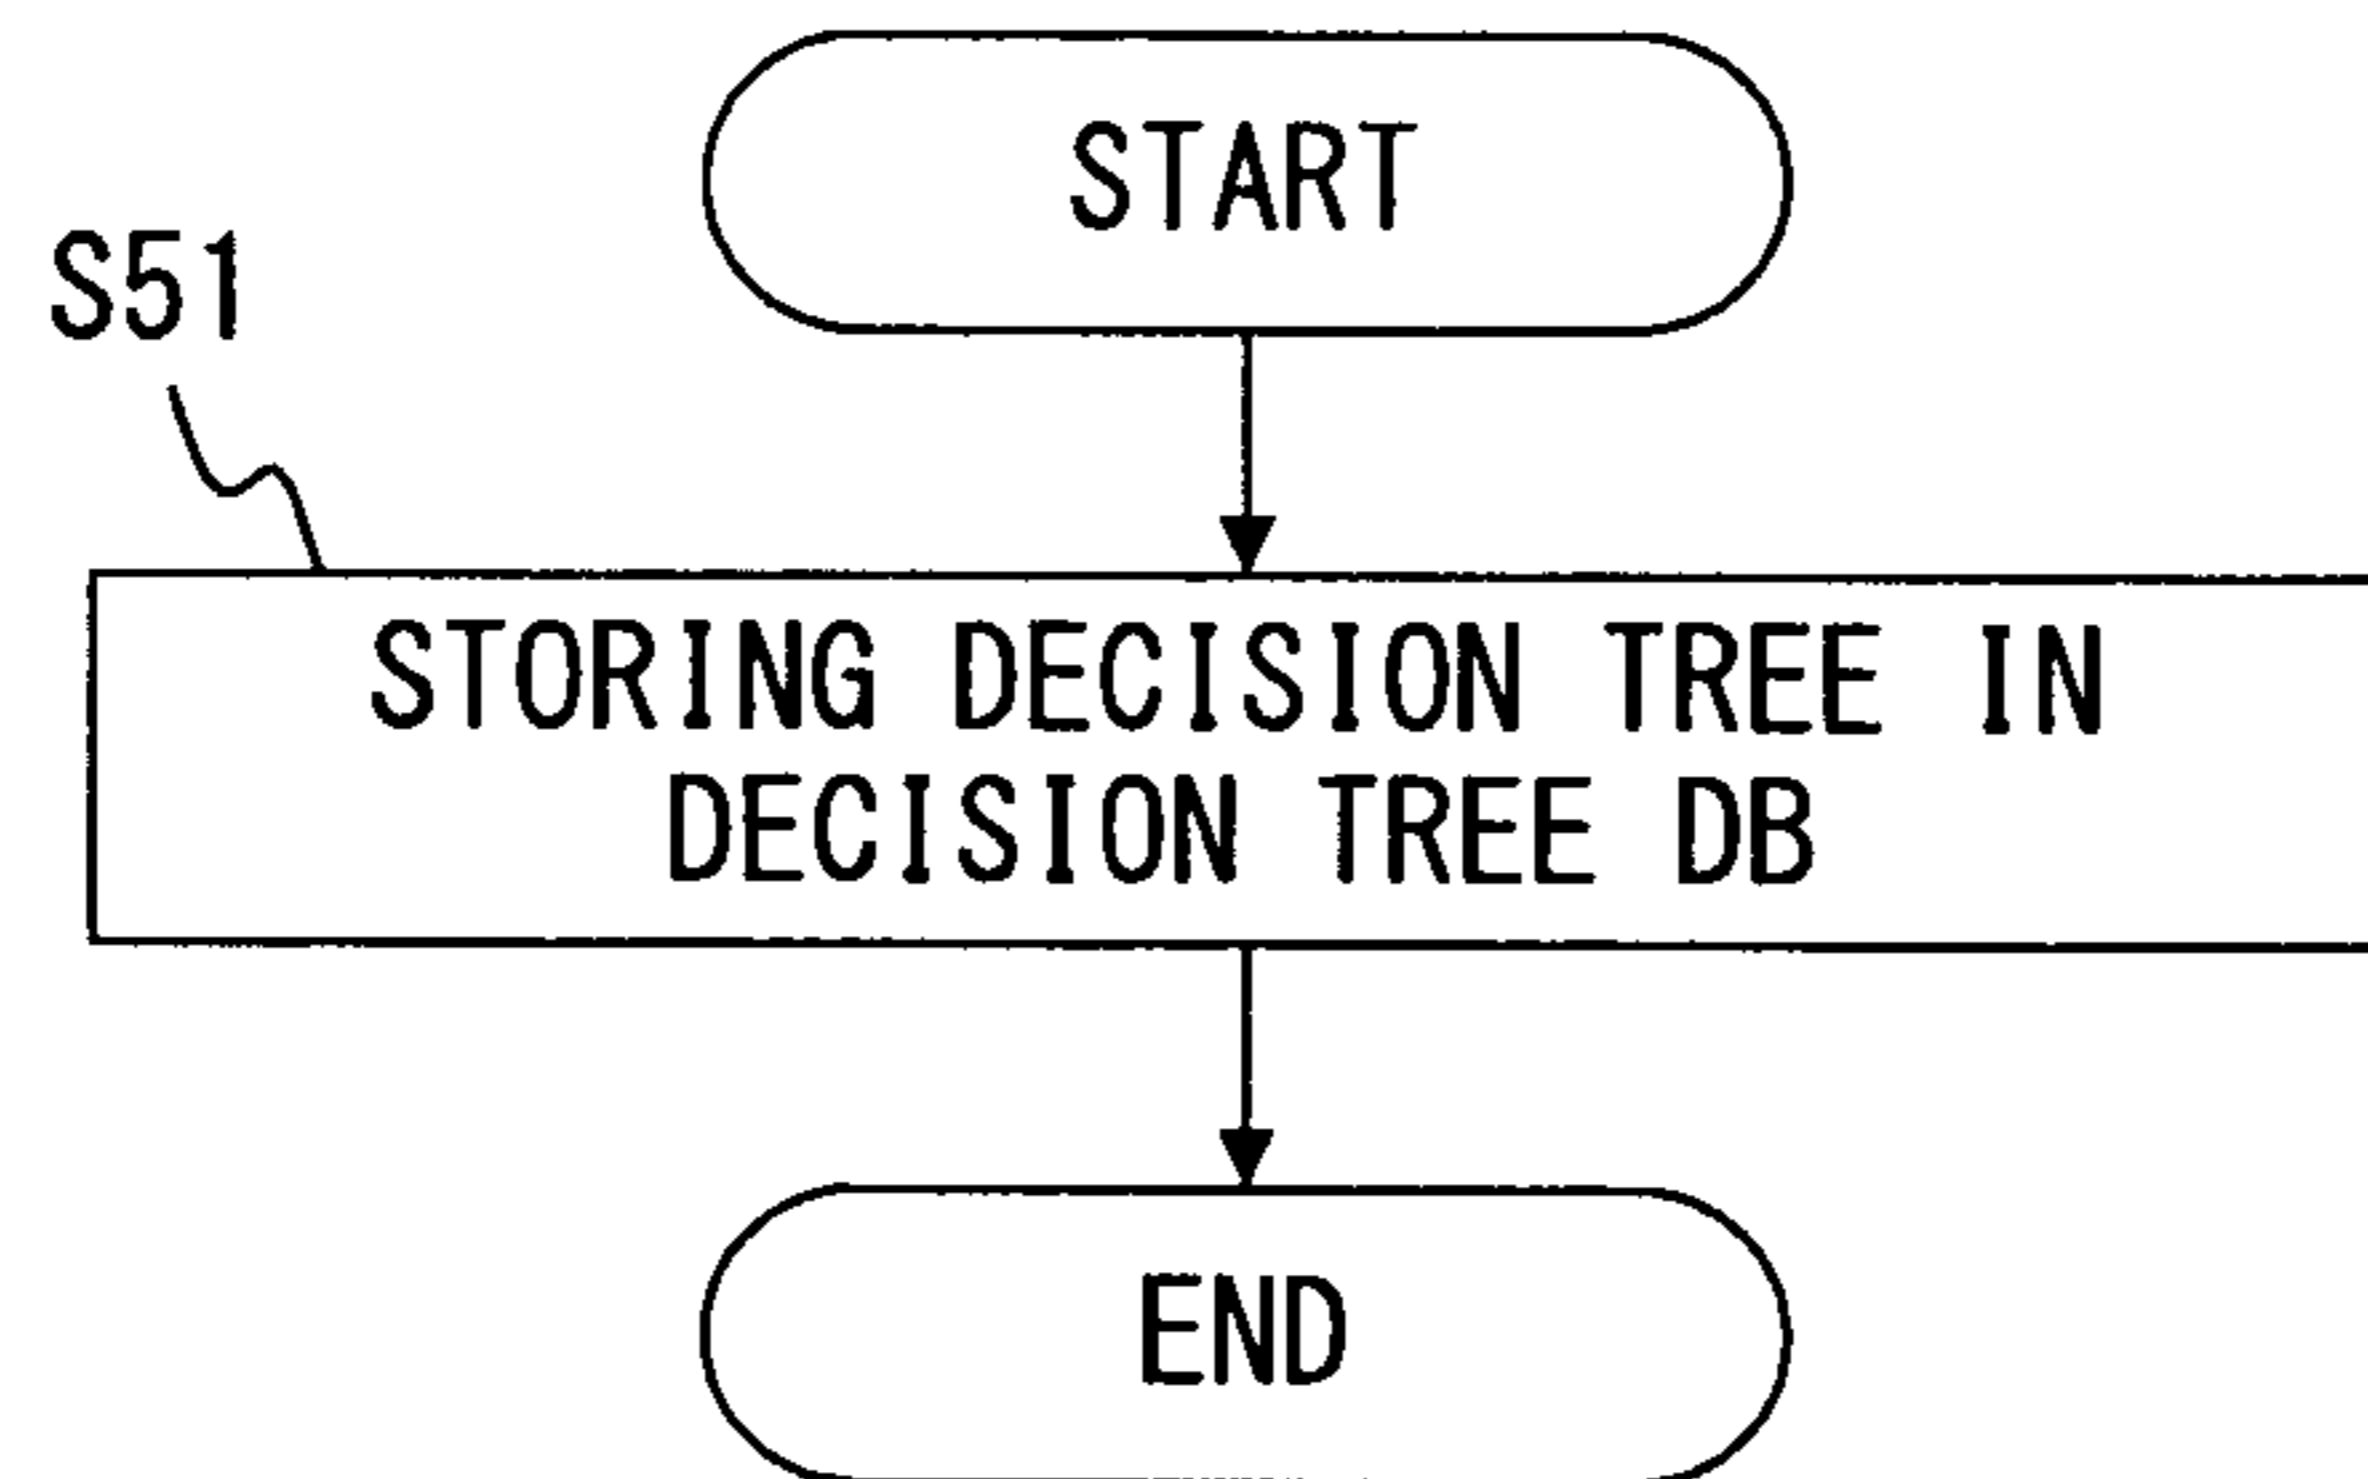 START
S51
STORING DECISION TREE IN
DECISION TREE DB
END